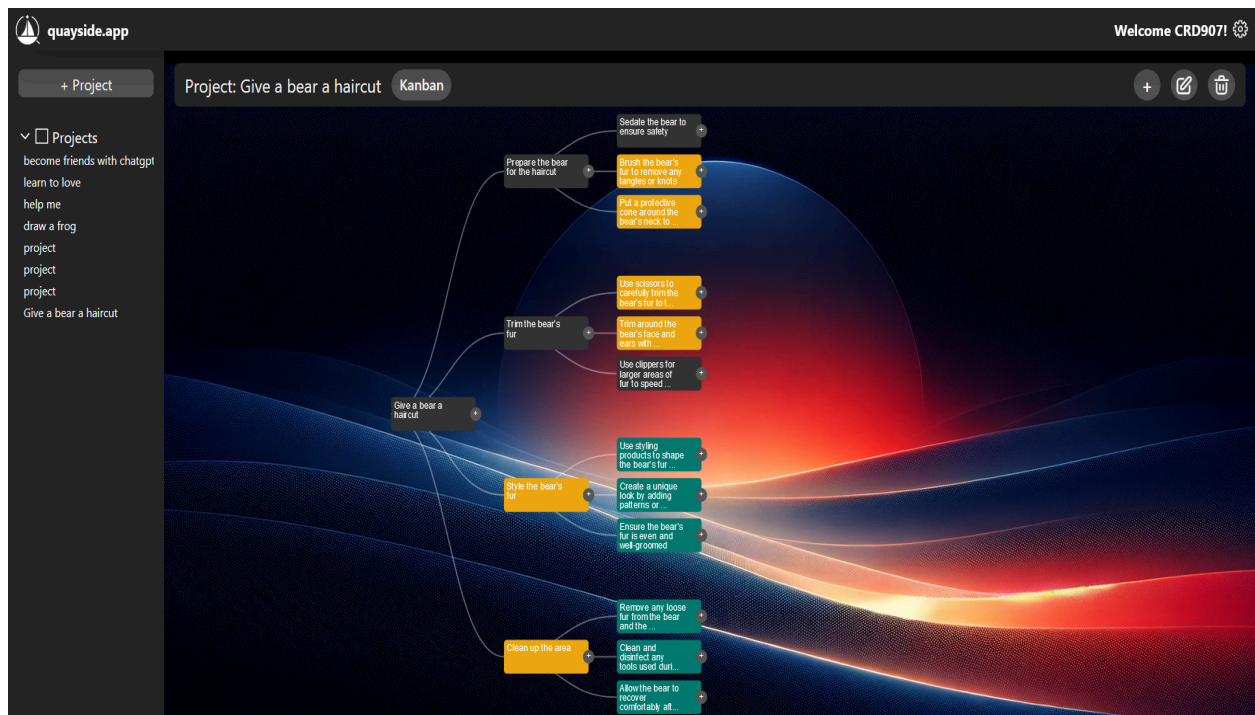 quayside.app
Welcome CRD907!
+ Project
Project: Give a bear a haircut
Kanban
+
Projects
become friends with chatgpt
learn to love
help me
draw a frog
project
project
project
Give a bear a haircut
Give a bear a
haircut
+
Prepare the bear
for the haircut
+
Sedate the bear to
ensure safety
+
Brush the bear's
fur to remove any
tangles or knots
+
Put a protective
cone around the
bear's neck to ...
+
Trim the bear's
fur
+
Use scissors to
carefully trim the
bear's fur to t...
+
Trim around the
bear's face and
ears with ...
+
Use clippers for
larger areas of
fur to speed ...
+
Style the bear's
fur
+
Use styling
products to shape
the bear's fur ...
+
Create a unique
look by adding
patterns or ...
+
Ensure the bear's
fur is even and
well-groomed
+
Clean up the area
+
Remove any loose
fur from the bear
and the ...
+
Clean and
disinfect any
tools used duri...
+
Allow the bear to
recover
comfortably aft...
+